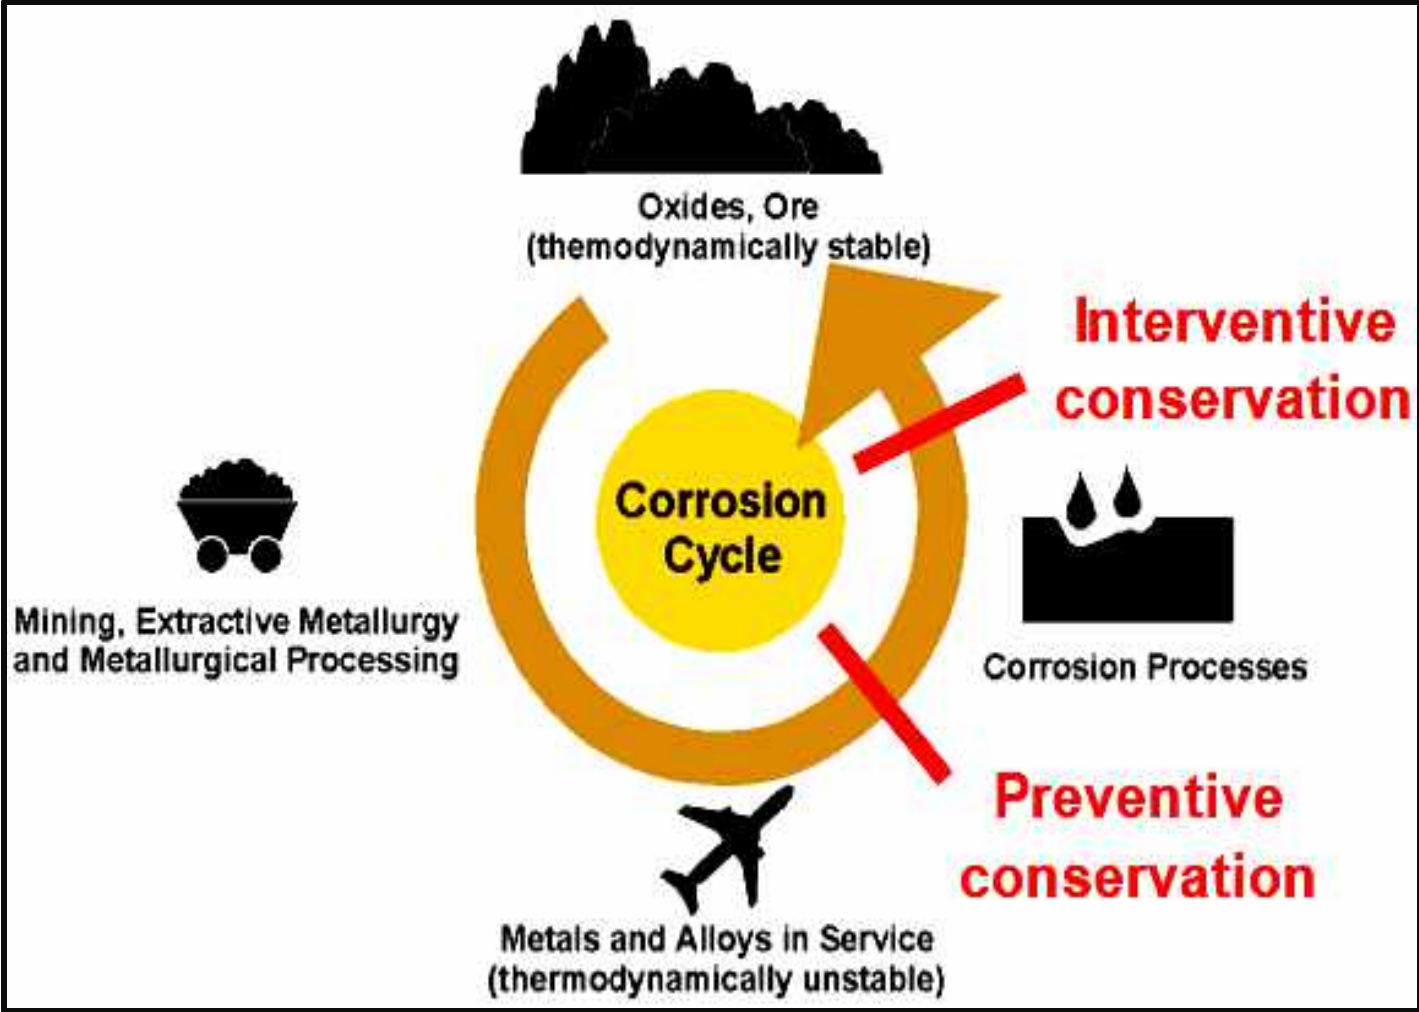 Oxides, Ore
(themodynamically stable)
Interventive
conservation
Corrosion
Cycle
Mining, Extractive Metallurgy
and Metallurgical Processing
Corrosion Processes
Preventive
conservation
Metals and Alloys in Service
(thermodynamically unstable)